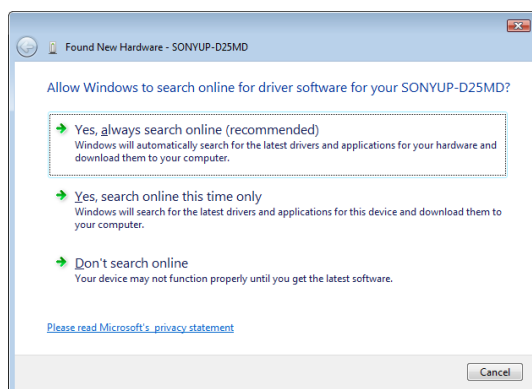 Found New Hardware - SONYUP-D25MD
Allow Windows to search online for driver software for your SONYUP-D25MD?
Yes, always search online (recommended)
Windows will automatically search for the latest drivers and applications for your hardware and
download them to your computer.
Yes, search online this time only
Windows will search for the latest drivers and applications for this device and download them to
your computer.
Don't search online
Your device may not function properly until you get the latest software.
Please read Microsoft's privacy statement
Cancel